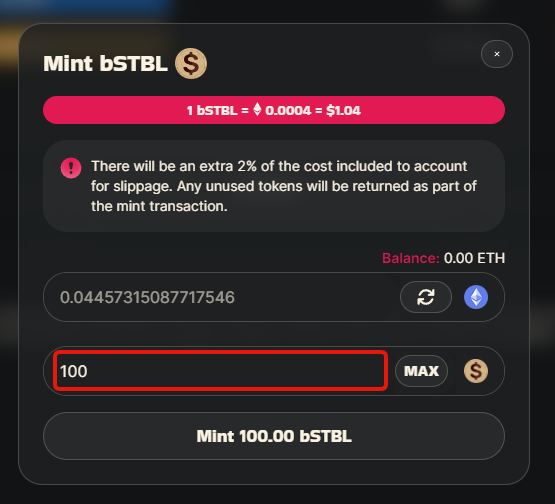 Mint bSTBL $
×
1 bSTBL = 0.0004 = $1.04
! There will be an extra 2% of the cost included to account
for slippage. Any unused tokens will be returned as part of
the mint transaction.
Balance: 0.00 ETH
0.04457315087717546
100 MAX $
Mint 100.00 bSTBL